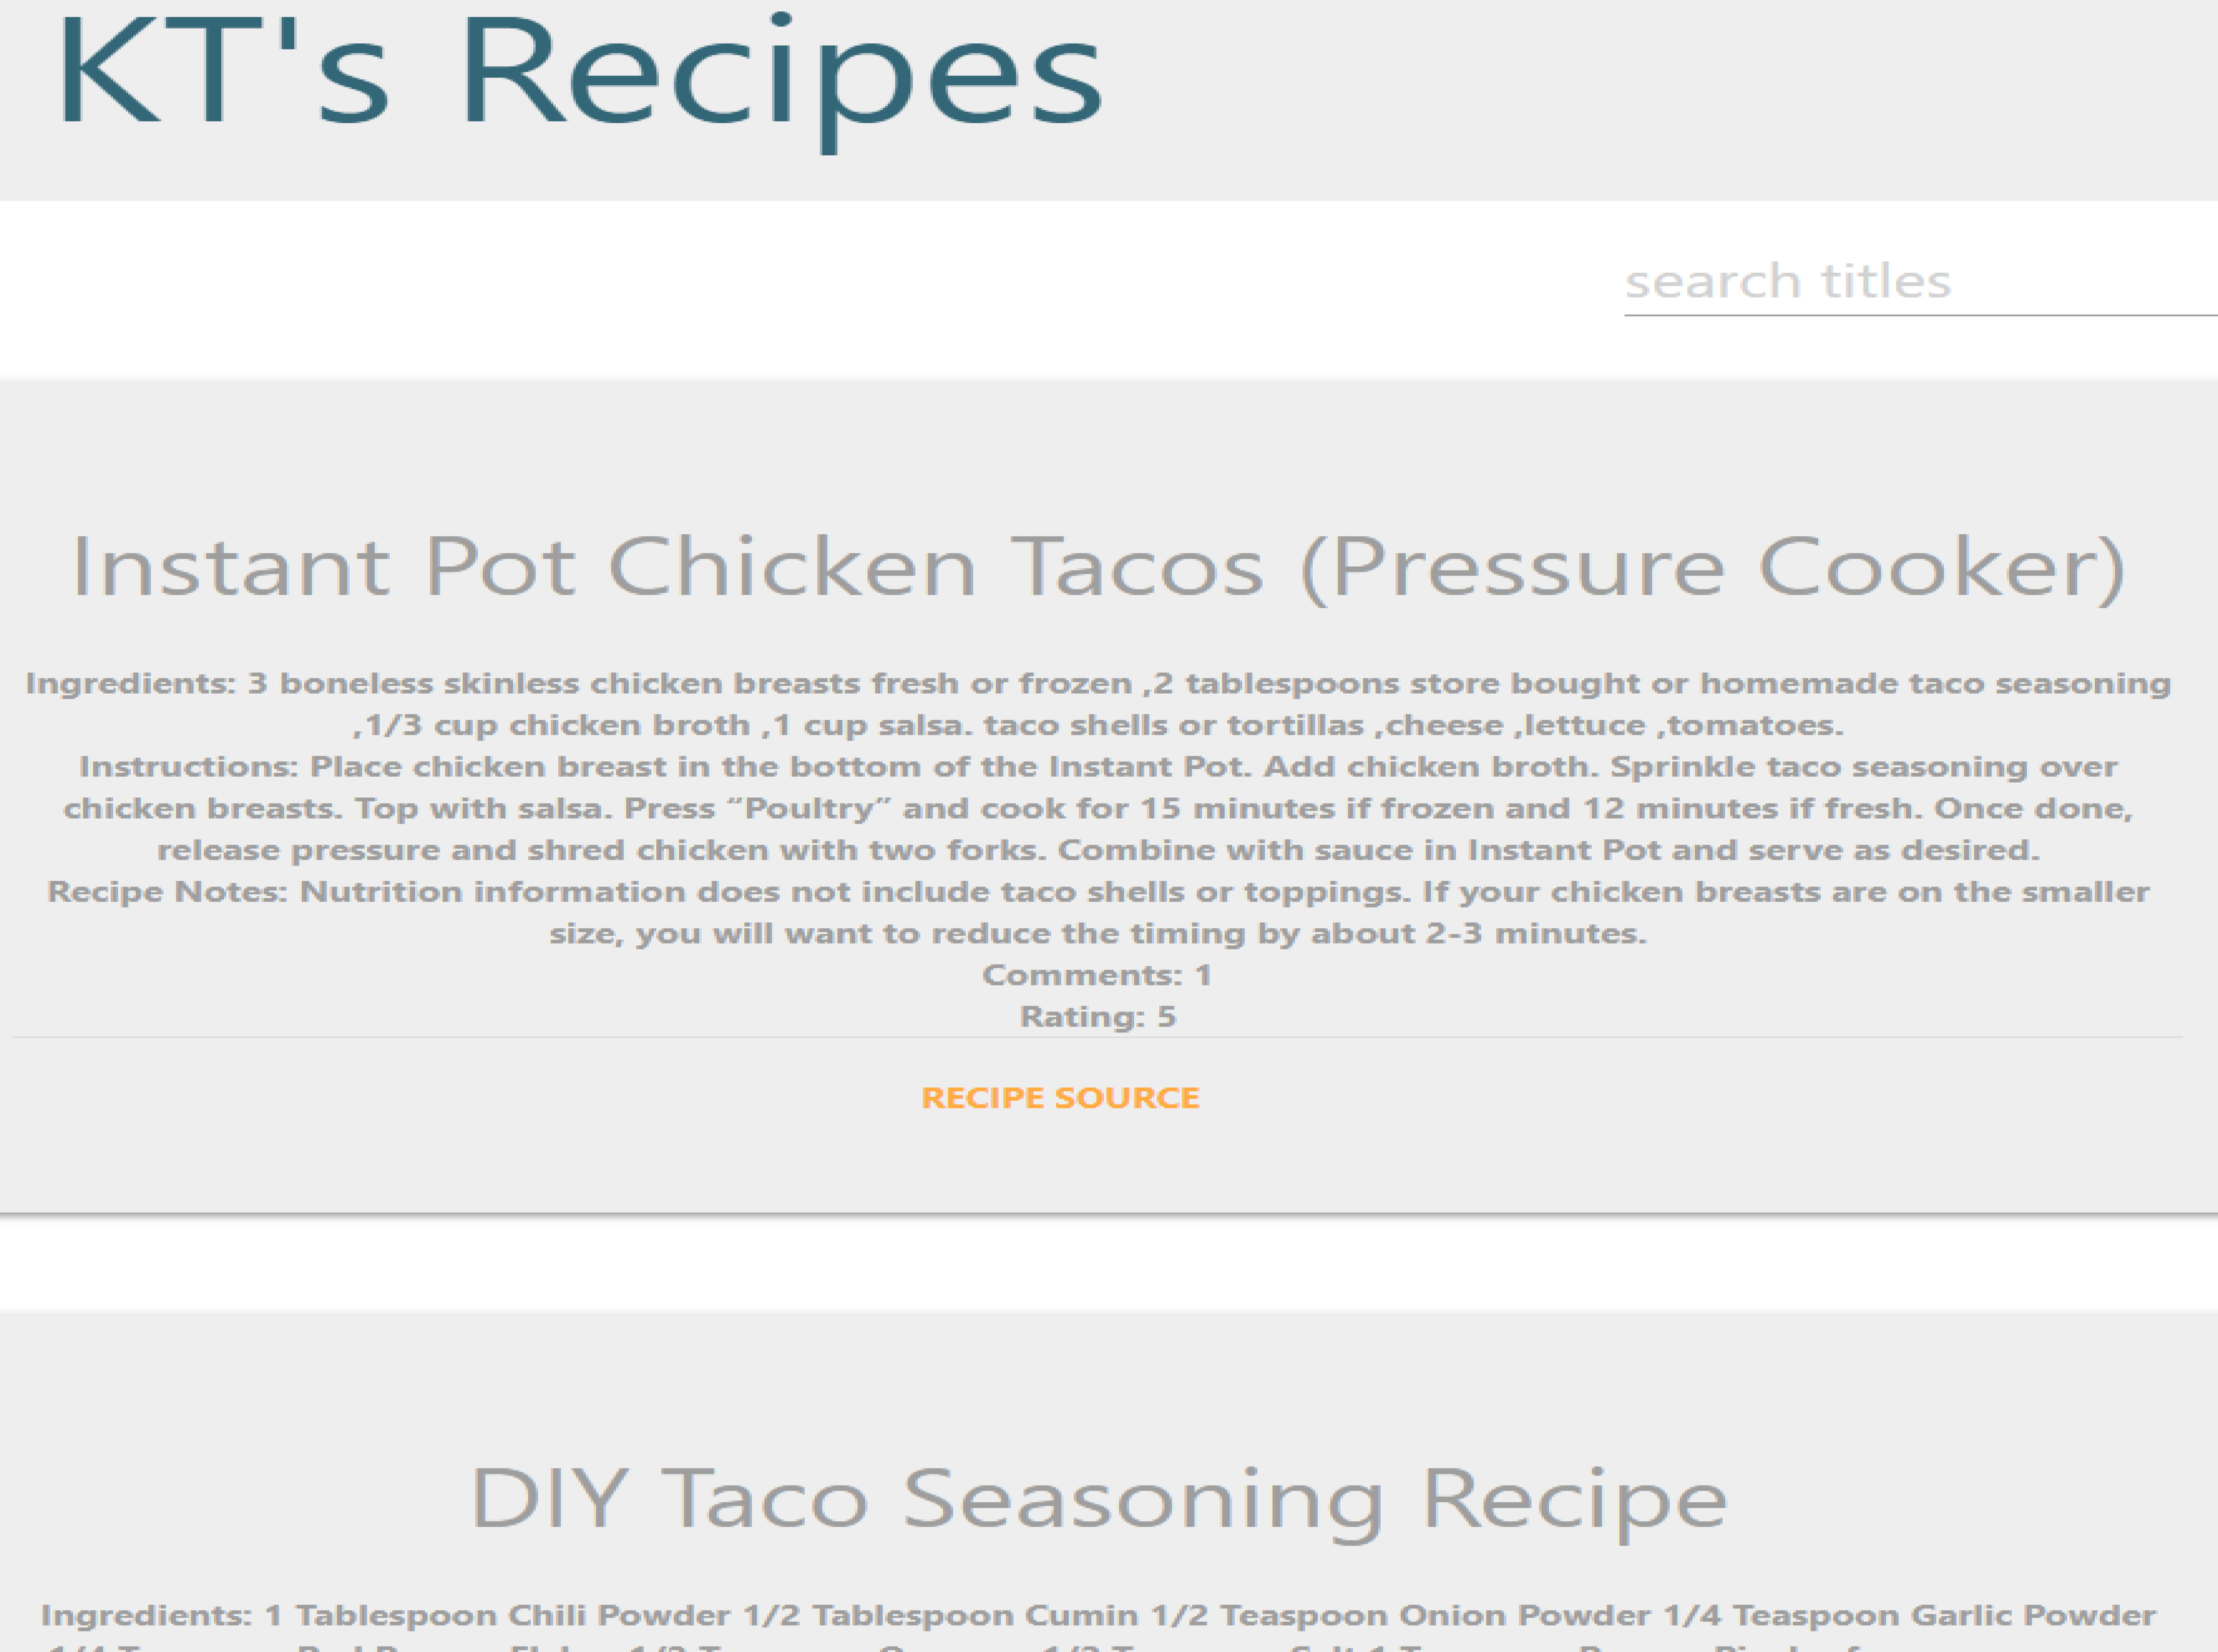 KT's Recipes
search titles
Instant Pot Chicken Tacos (Pressure Cooker)
Ingredients: 3 boneless skinless chicken breasts fresh or frozen ,2 tablespoons store bought or homemade taco seasoning
,1/3 cup chicken broth ,1 cup salsa. taco shells or tortillas ,cheese ,lettuce ,tomatoes.
Instructions: Place chicken breast in the bottom of the Instant Pot. Add chicken broth. Sprinkle taco seasoning over
chicken breasts. Top with salsa. Press “Poultry” and cook for 15 minutes if frozen and 12 minutes if fresh. Once done,
release pressure and shred chicken with two forks. Combine with sauce in Instant Pot and serve as desired.
Recipe Notes: Nutrition information does not include taco shells or toppings. If your chicken breasts are on the smaller
size, you will want to reduce the timing by about 2-3 minutes.
Comments: 1
Rating: 5
RECIPE SOURCE
DIY Taco Seasoning Recipe
Ingredients: 1 Tablespoon Chili Powder 1/2 Tablespoon Cumin 1/2 Teaspoon Onion Powder 1/4 Teaspoon Garlic Powder